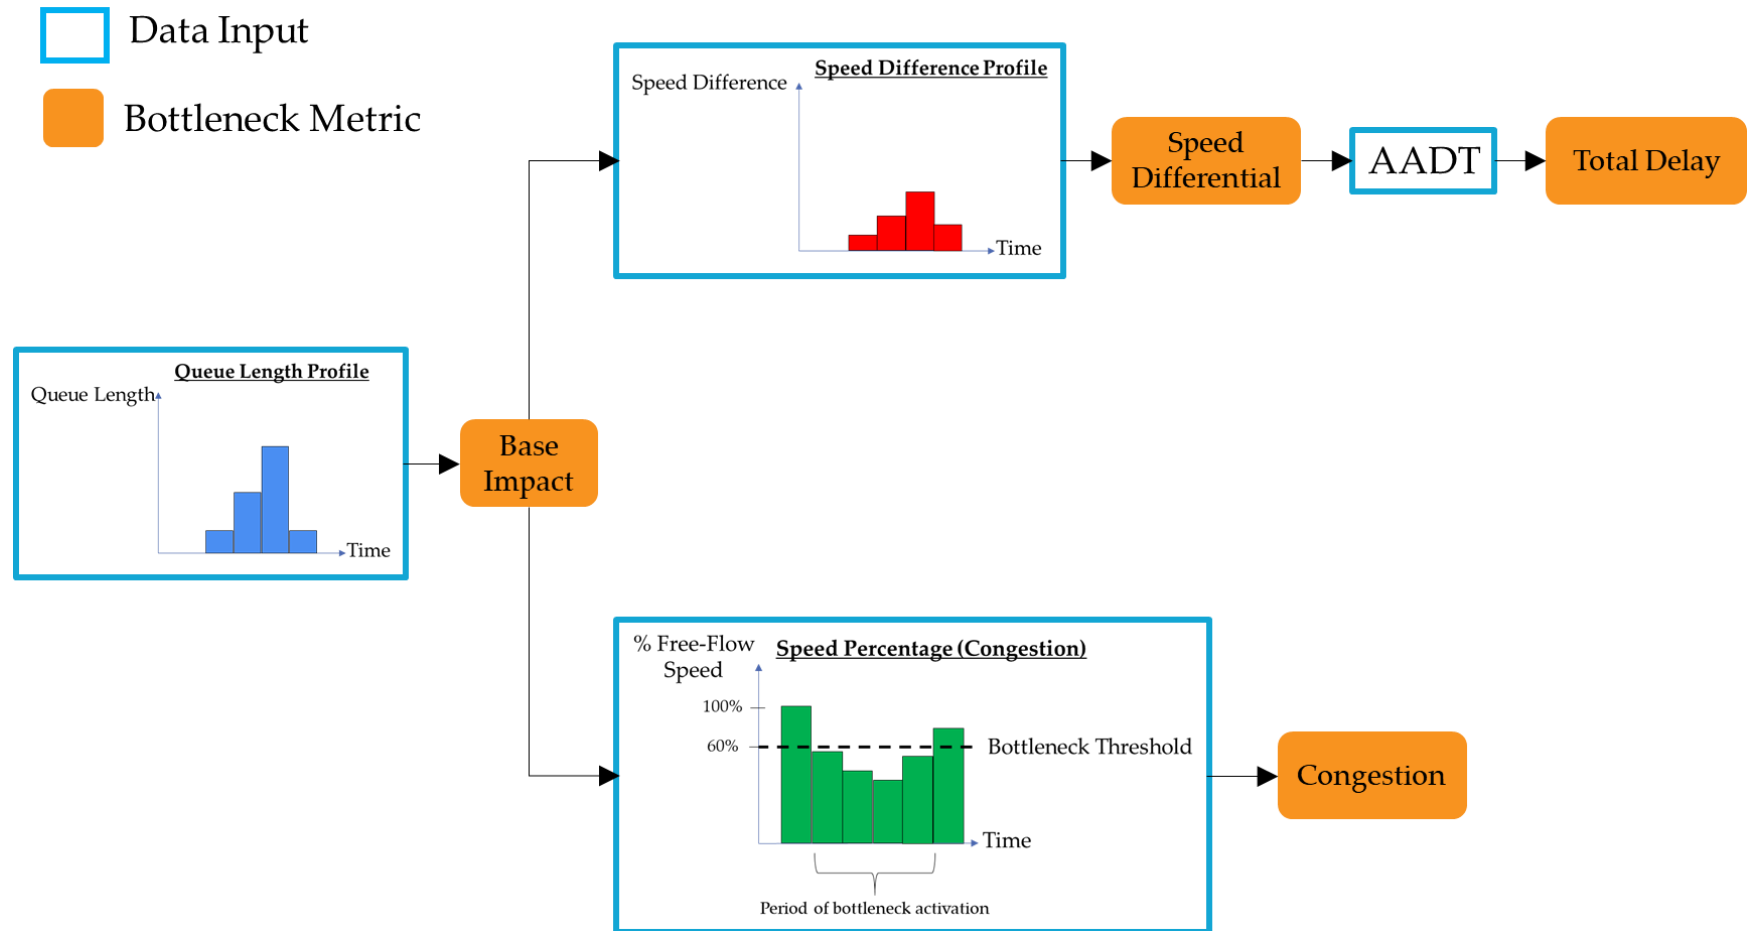 Data Input
Bottleneck Metric
Speed Difference Profile
Speed Difference
Time
Speed
Differential
AADT
Total Delay
Queue Length Profile
Queue Length
Time
Base
Impact
% Free-Flow
Speed
Speed Percentage (Congestion)
100%
60%
Bottleneck Threshold
Time
Period of bottleneck activation
Congestion